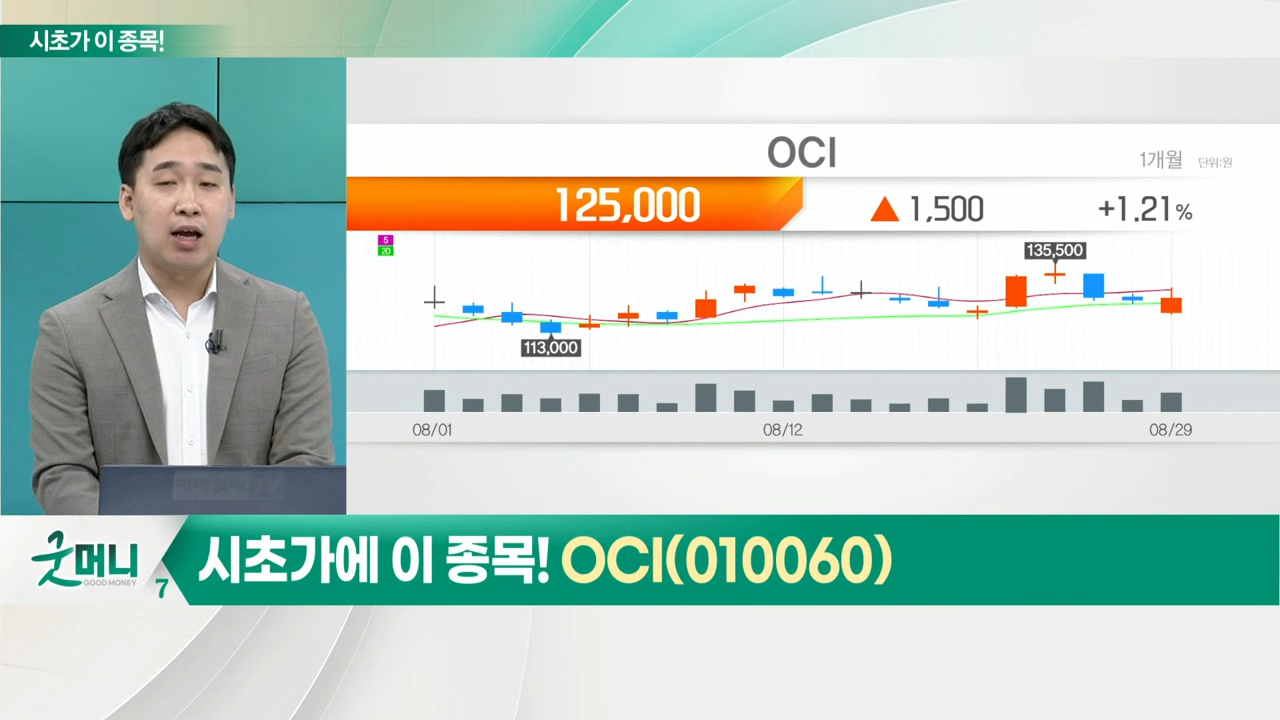 시초가 이 종목!
OCI
1개월 단위:원
125,000 ▲ 1,500 +1.21%
5
20
135,500
113,000
08/01 08/12 08/29
굿머니
GOOD MONEY
7
시초가에 이 종목! OCI(010060)